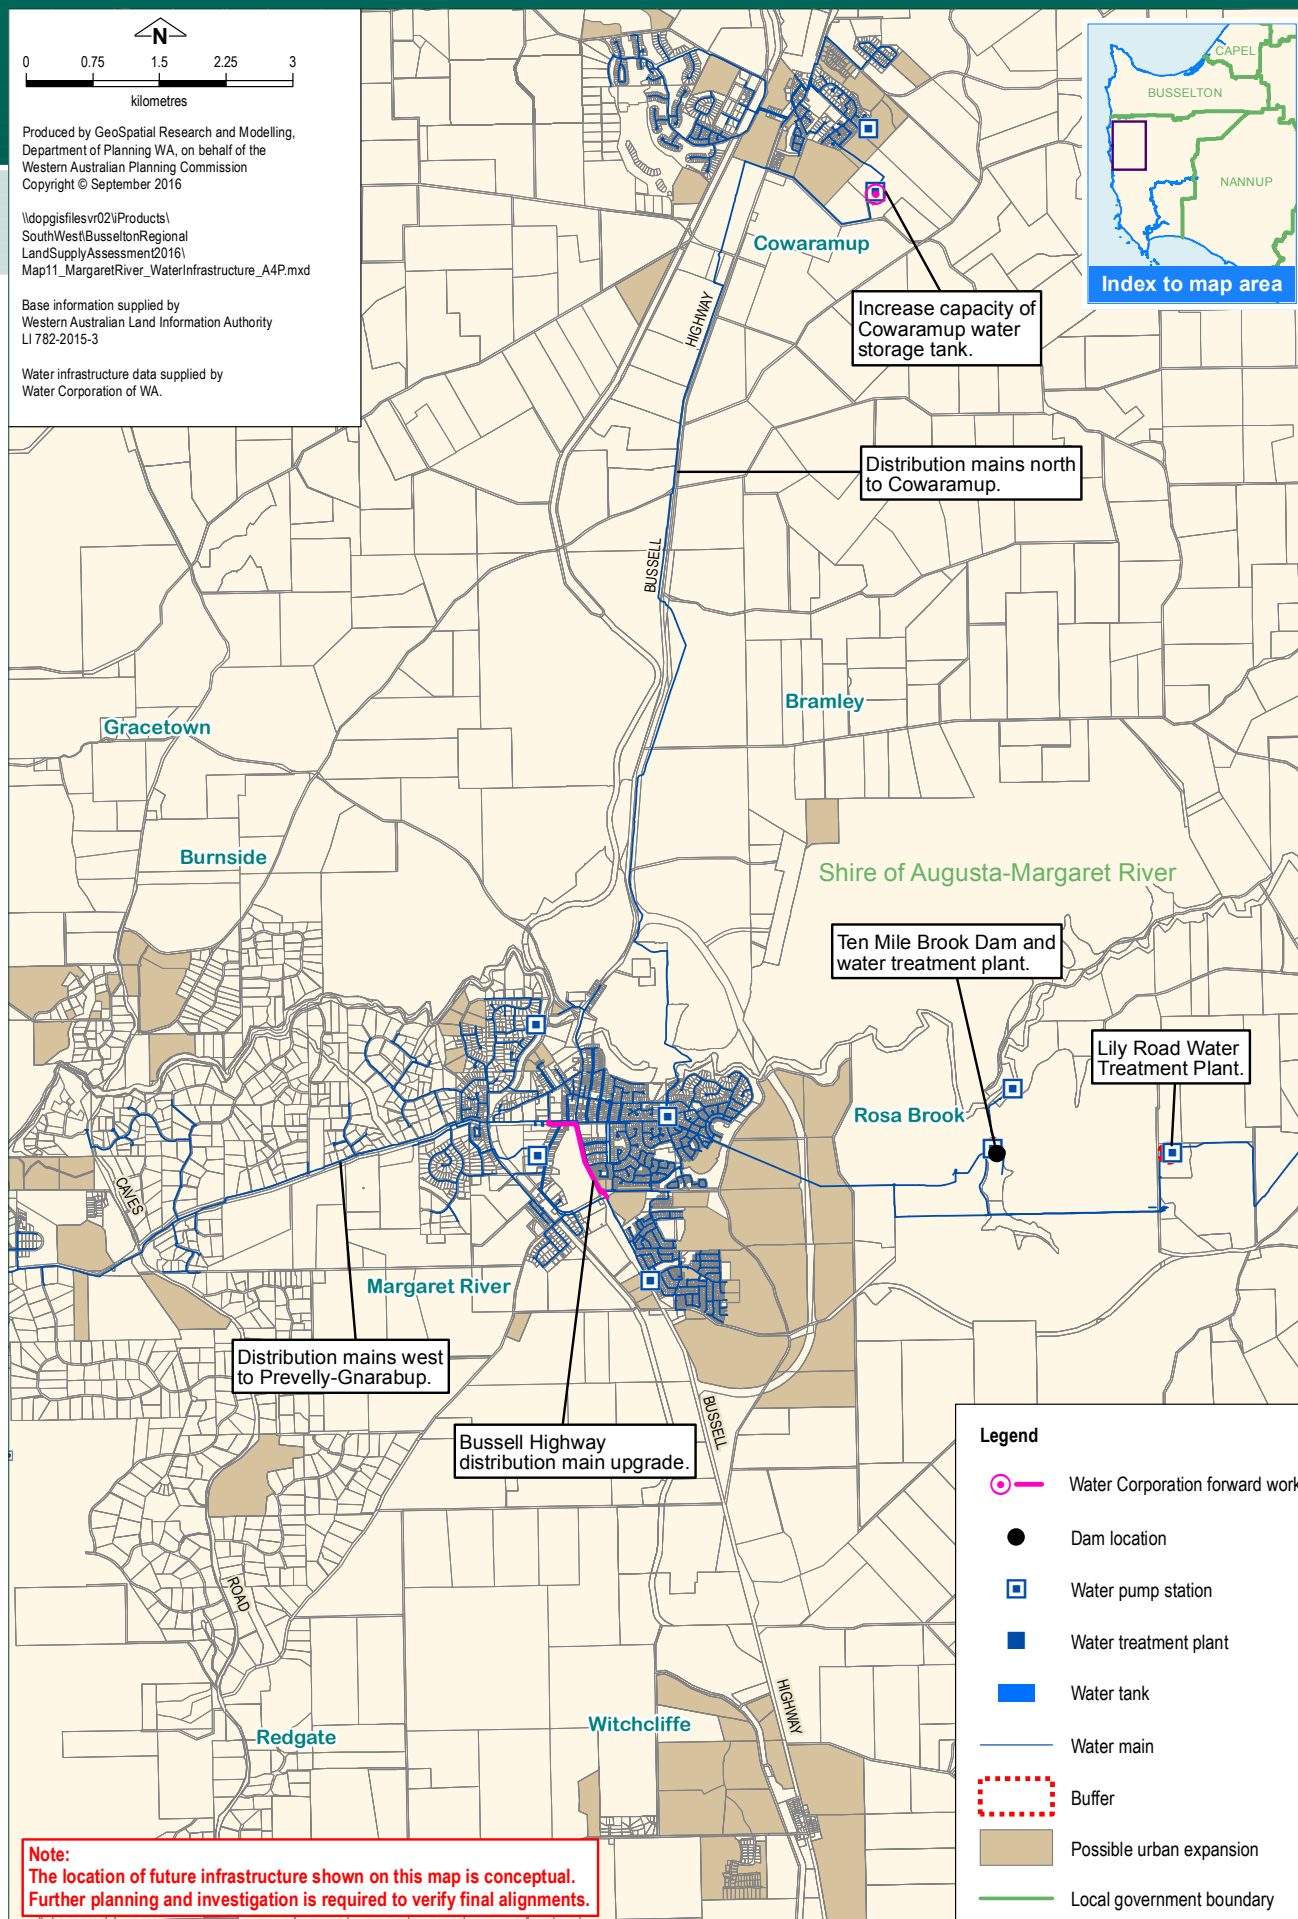 N
0 0.75 1.5 2.25 3
kilometres
Produced by GeoSpatial Research and Modelling,
Department of Planning WA, on behalf of the
Western Australian Planning Commission
Copyright © September 2016
\\dopgisfilesvr02\iProducts\
SouthWest\BusseltonRegional
LandSupplyAssessment2016\
Map11_MargaretRiver_WaterInfrastructure_A4P.mxd
Base information supplied by
Western Australian Land Information Authority
LI 782-2015-3
Water infrastructure data supplied by
Water Corporation of WA.
CAPEL
BUSSELTON
NANNUP
Index to map area
Cowaramup
Increase capacity of
Cowaramup water
storage tank.
HIGHWAY
Distribution mains north
to Cowaramup.
BUSSELL
Bramley
Gracetown
Burnside
Shire of Augusta-Margaret River
Ten Mile Brook Dam and
water treatment plant.
Lily Road Water
Treatment Plant.
Rosa Brook
CAVES
Margaret River
Distribution mains west
to Prevelly-Gnarabup.
BUSSELL
Bussell Highway
distribution main upgrade.
ROAD
HIGHWAY
Redgate
Witchcliffe
Legend
Water Corporation forward work
Dam location
Water pump station
Water treatment plant
Water tank
Water main
Buffer
Possible urban expansion
Local government boundary
Note:
The location of future infrastructure shown on this map is conceptual.
Further planning and investigation is required to verify final alignments.